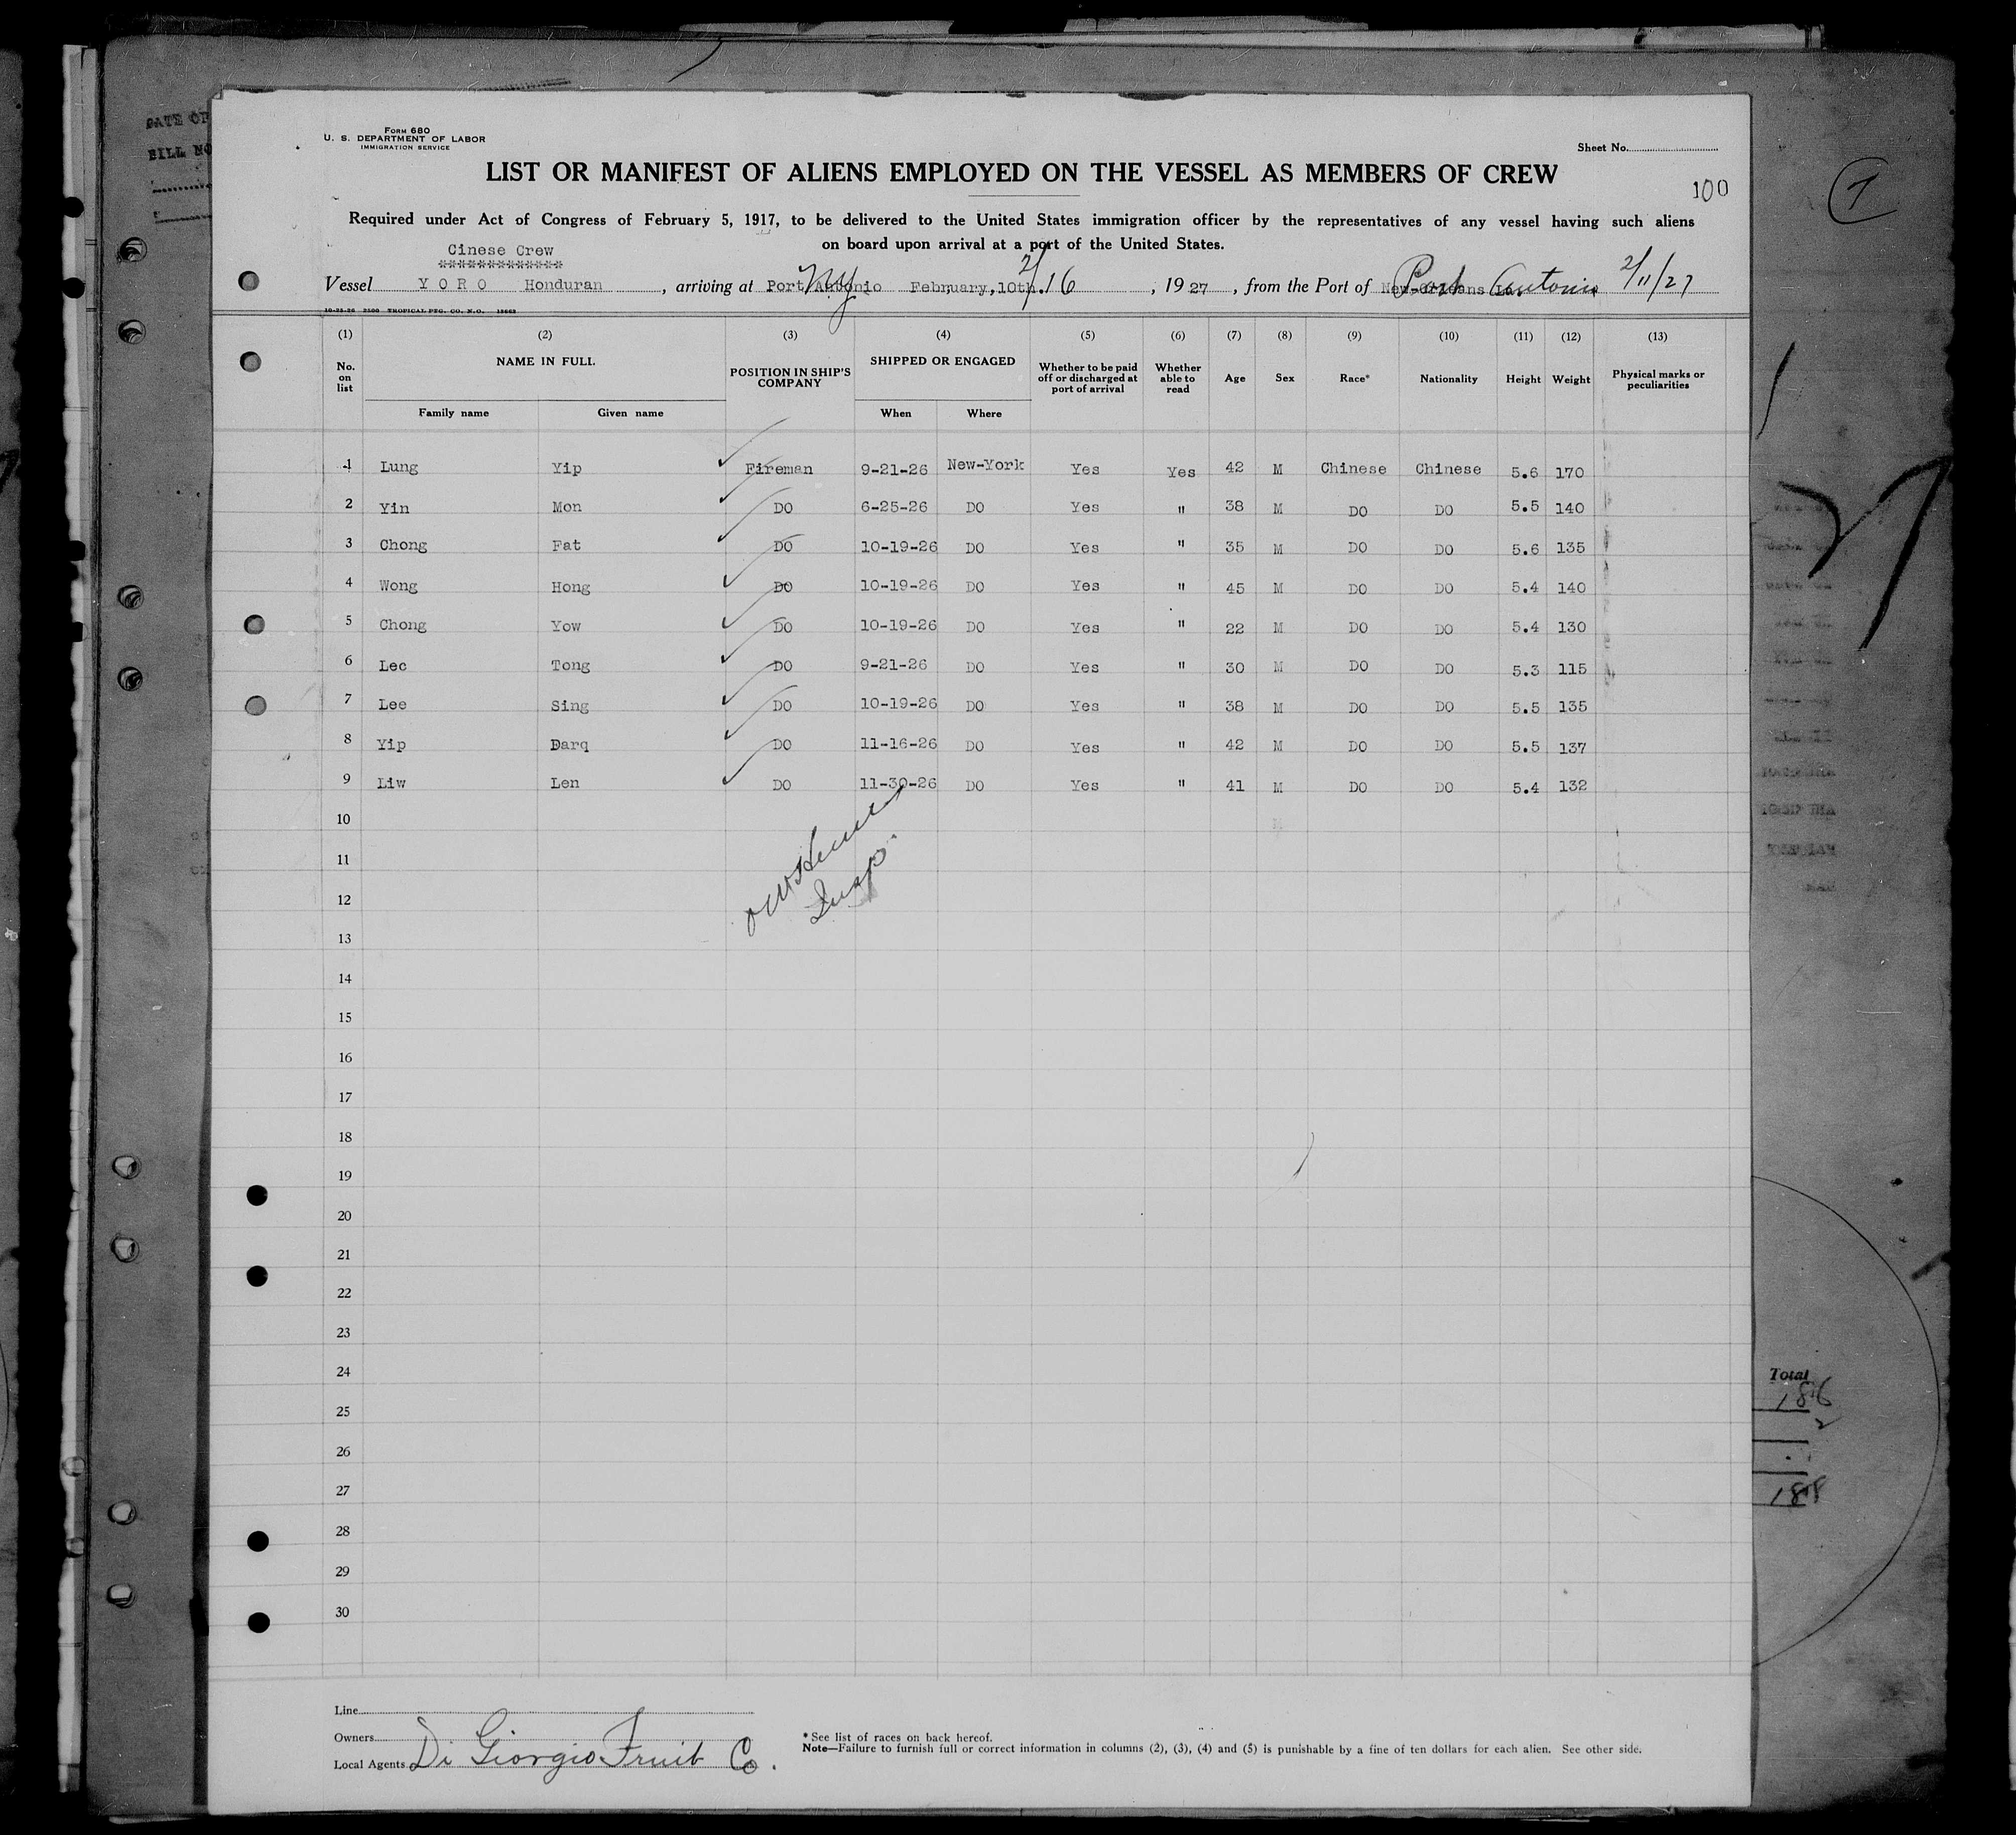 Form 680
U. S. DEPARTMENT OF LABOR
IMMIGRATION SERVICE
Sheet No.
LIST OR MANIFEST OF ALIENS EMPLOYED ON THE VESSEL AS MEMBERS OF CREW
100
Required under Act of Congress of February 5, 1917, to be delivered to the United States immigration officer by the representatives of any vessel having such aliens
on board upon arrival at a port of the United States.
Cinese Crew
*************
Vessel YORO Honduran, arriving at Port Antonio NY February, 10th. 2/16, 1927, from the Port of New-Orleans La. Port Antonio 2/11/27
10-25-26 2500 TROPICAL PTG. CO. N.O. 13662
(1) (2) (3) (4) (5) (6) (7) (8) (9) (10) (11) (12) (13)
No. on list NAME IN FULL POSITION IN SHIP'S COMPANY SHIPPED OR ENGAGED Whether to be paid off or discharged at port of arrival Whether able to read Age Sex Race* Nationality Height Weight Physical marks or peculiarities
Family name Given name When Where
1 Lung Yip Fireman 9-21-26 New-York Yes Yes 42 M Chinese Chinese 5.6 170
2 Yin Mon DO 6-25-26 DO Yes " 38 M DO DO 5.5 140
3 Chong Fat DO 10-19-26 DO Yes " 35 M DO DO 5.6 135
4 Wong Hong DO 10-19-26 DO Yes " 45 M DO DO 5.4 140
5 Chong Yow DO 10-19-26 DO Yes " 22 M DO DO 5.4 130
6 Lee Tong DO 9-21-26 DO Yes " 30 M DO DO 5.3 115
7 Lee Sing DO 10-19-26 DO Yes " 38 M DO DO 5.5 135
8 Yip Darq DO 11-16-26 DO Yes " 42 M DO DO 5.5 137
9 Liw Len DO 11-30-26 DO Yes " 41 M DO DO 5.4 132
10
Insp.
11
12
13
14
15
16
17
18
19
20
21
22
23
24
25
26
27
28
29
30
Line
Owners
Local Agents Di Giorgio Fruit Co.
* See list of races on back hereof.
Note—Failure to furnish full or correct information in columns (2), (3), (4) and (5) is punishable by a fine of ten dollars for each alien. See other side.
Total
186
2
188